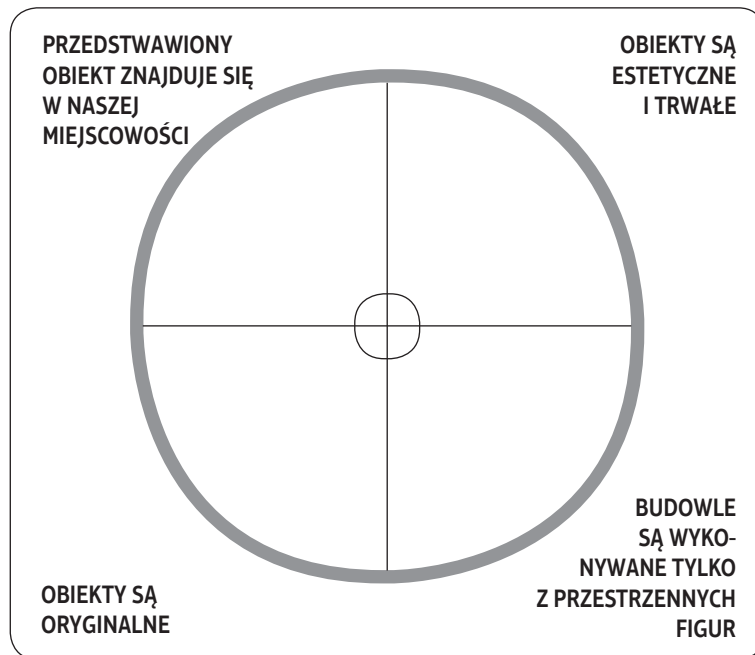 PRZEDSTWAWIONY
OBIEKT ZNAJDUJE SIĘ
W NASZEJ
MIEJSCOWOŚCI
OBIEKTY SĄ
ESTETYCZNE
I TRWAŁE
OBIEKTY SĄ
ORYGINALNE
BUDOWLE
SĄ WYKO-
NYWANE TYLKO
Z PRZESTRZENNYCH
FIGUR